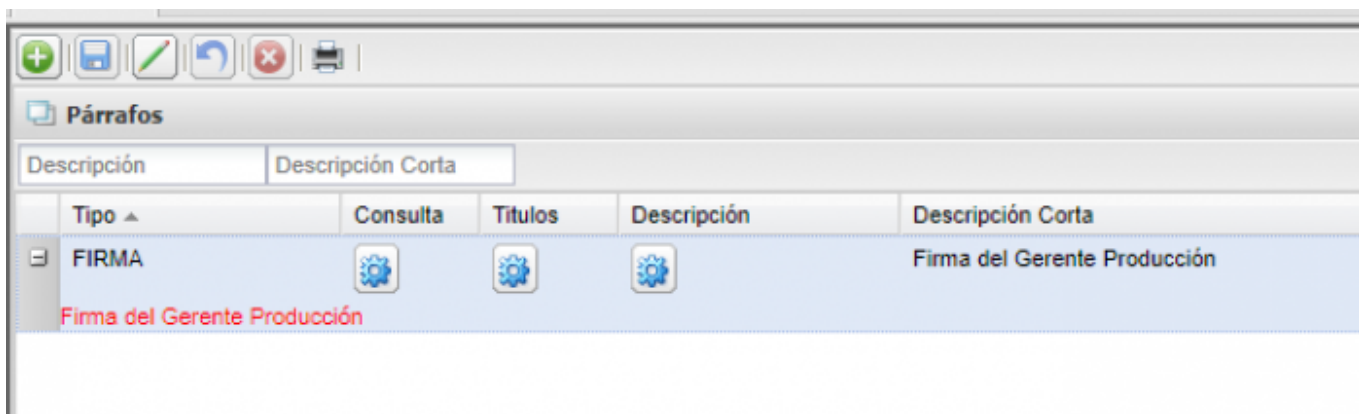 Párrafos
Descripción Descripción Corta
Tipo Consulta Titulos Descripción Descripción Corta
FIRMA Firma del Gerente Producción
Firma del Gerente Producción